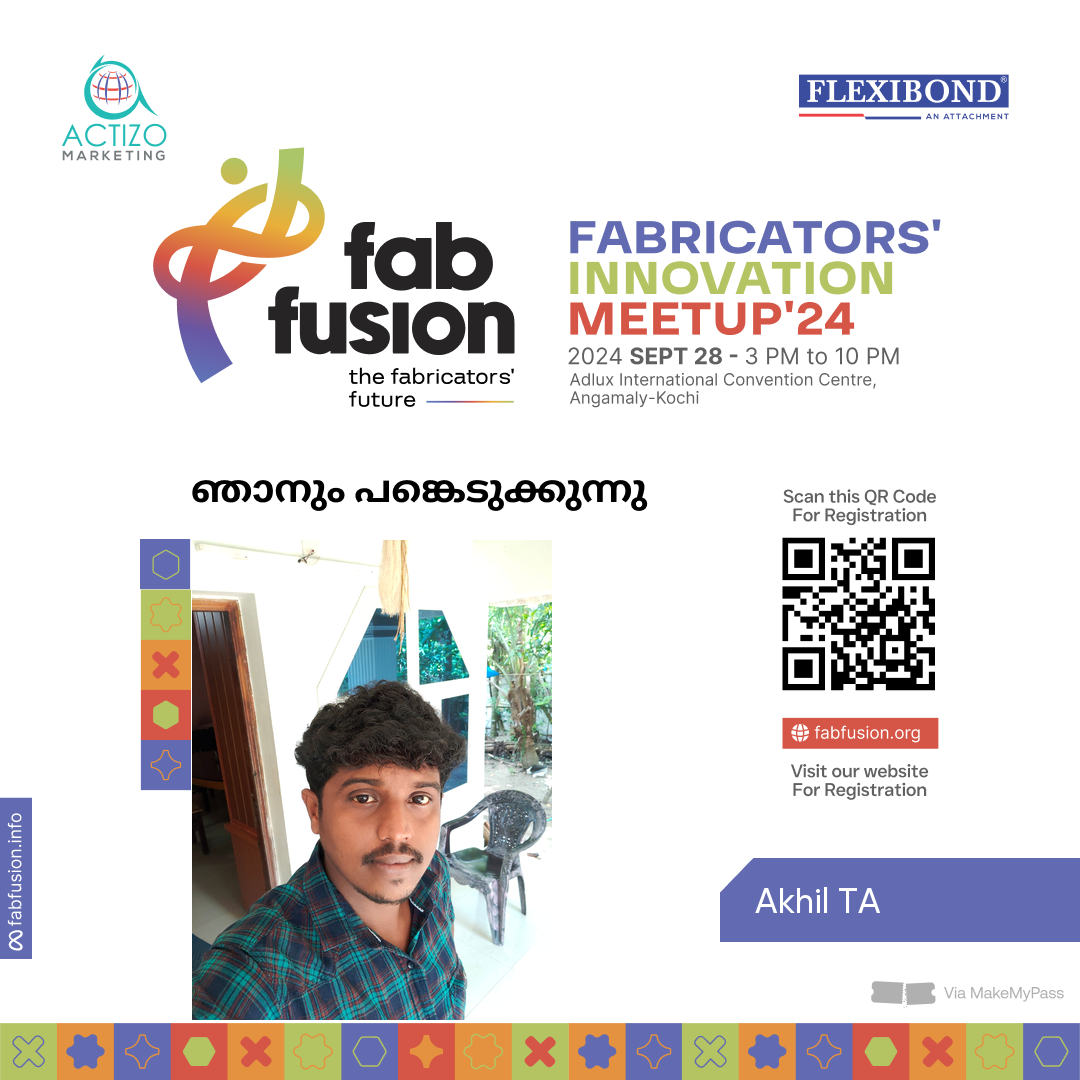 ACTIZO
MARKETING
FLEXIBOND®
AN ATTACHMENT
fab
fusion
the fabricators'
future
FABRICATORS'
INNOVATION
MEETUP'24
2024 SEPT 28 - 3 PM to 10 PM
Adlux International Convention Centre,
Angamaly-Kochi
ഞാനും പങ്കെടുക്കുന്നു
Scan this QR Code
For Registration
fabfusion.org
Visit our website
For Registration
fabfusion.info
Akhil TA
Via MakeMyPass